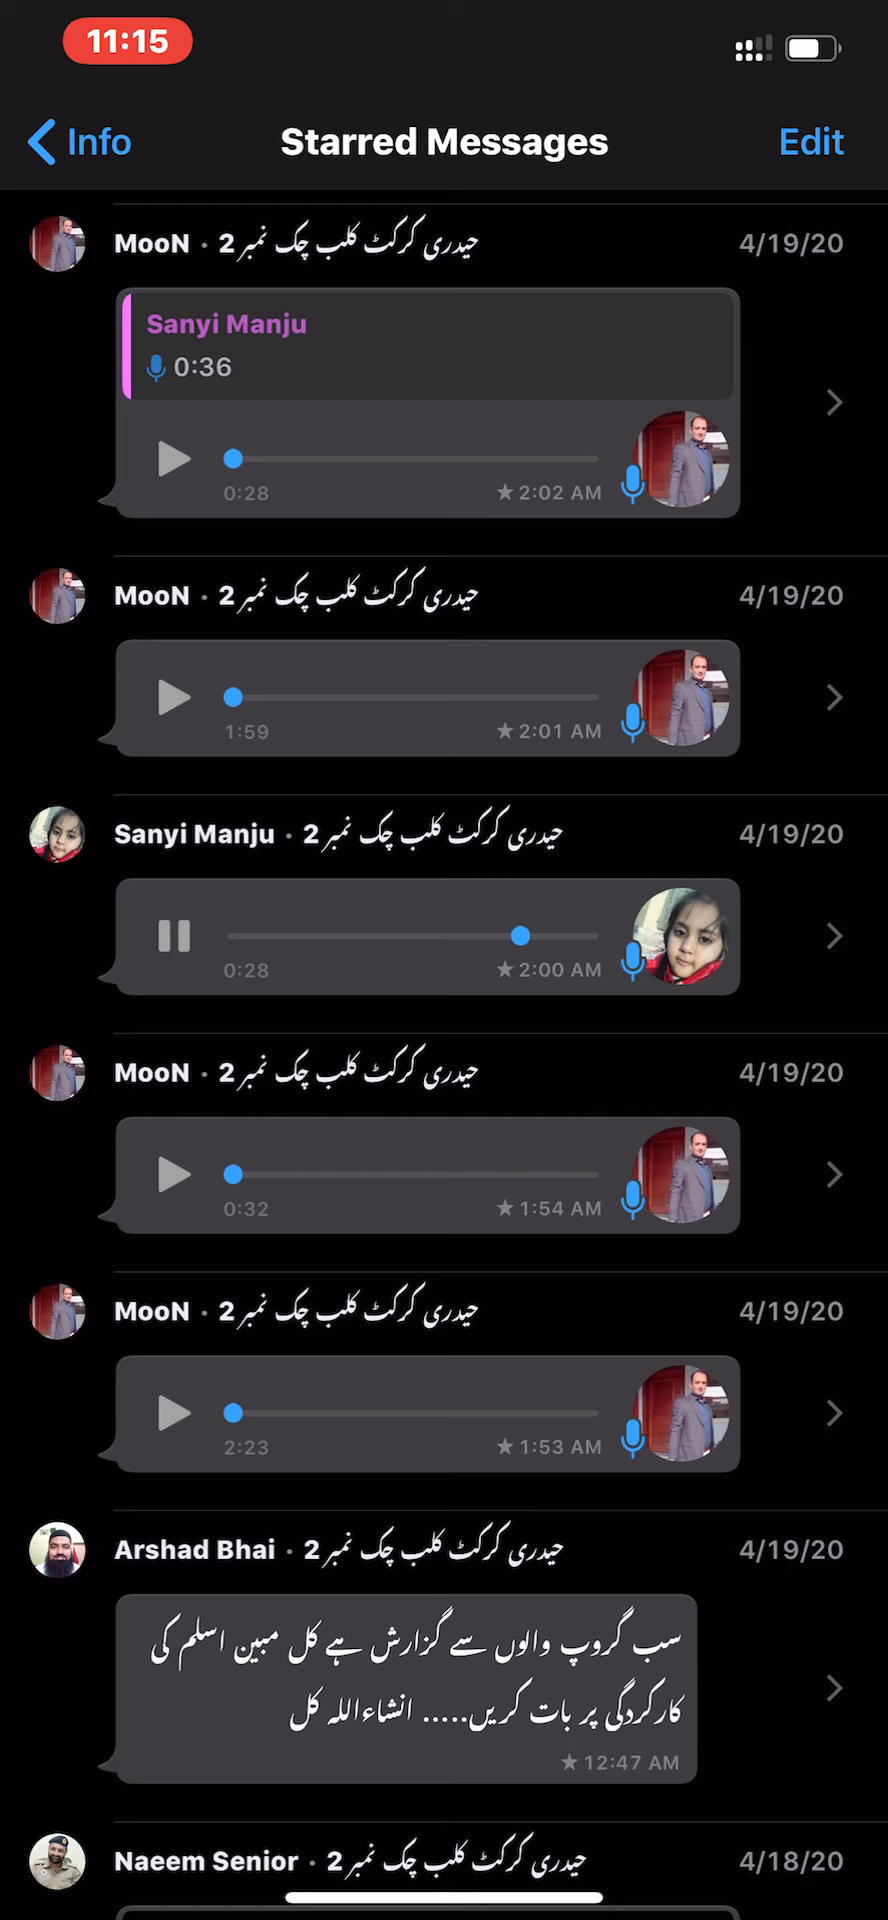 11:15
Info
Starred Messages
Edit
MooN · حیدری کرکٹ کلب چک نمبر 2
4/19/20
Sanyi Manju
0:36
0:28
2:02 AM
MooN · حیدری کرکٹ کلب چک نمبر 2
4/19/20
1:59
2:01 AM
Sanyi Manju · حیدری کرکٹ کلب چک نمبر 2
4/19/20
0:28
2:00 AM
MooN · حیدری کرکٹ کلب چک نمبر 2
4/19/20
0:32
1:54 AM
MooN · حیدری کرکٹ کلب چک نمبر 2
4/19/20
2:23
1:53 AM
Arshad Bhai · حیدری کرکٹ کلب چک نمبر 2
4/19/20
سب گروپ والوں سے گزارش ہے کل مبین اسلم کی
کارکردگی پر بات کریں..... انشاءاللہ کل
12:47 AM
Naeem Senior · حیدری کرکٹ کلب چک نمبر 2
4/18/20